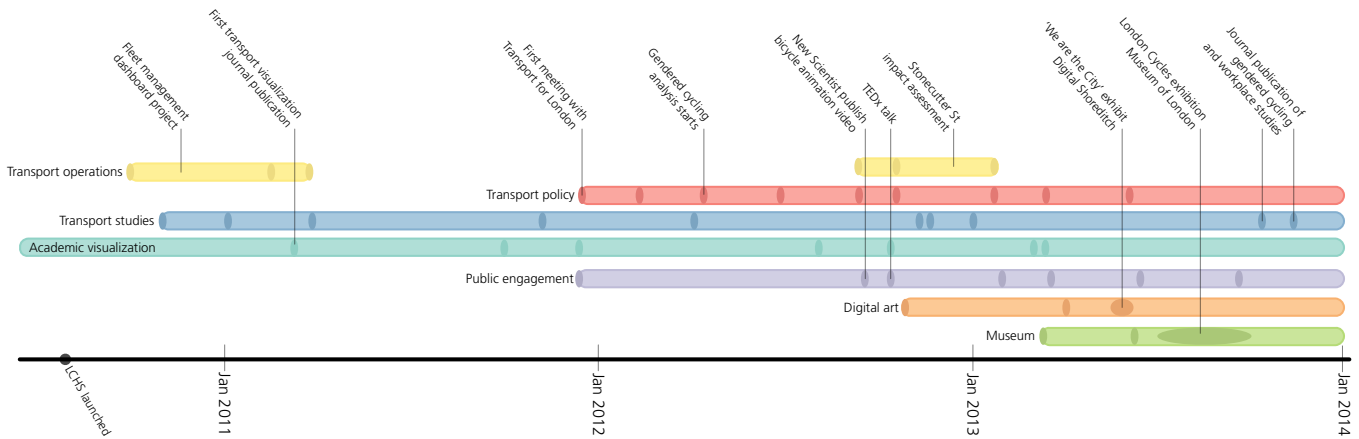 Fleet management
dashboard project
First transport visualization
journal publication
First meeting with
Transport for London
Gendered cycling
analysis starts
New Scientist publish
bicycle animation video
TEDx talk
Stonecutter St
impact assessment
‘We are the City’ exhibit
Digital Shoreditch
London Cycles exhibition
Museum of London
Journal publication of
gendered cycling
and workplace studies
Transport operations
Transport policy
Transport studies
Academic visualization
Public engagement
Digital art
Museum
LCHS launched
Jan 2011
Jan 2012
Jan 2013
Jan 2014